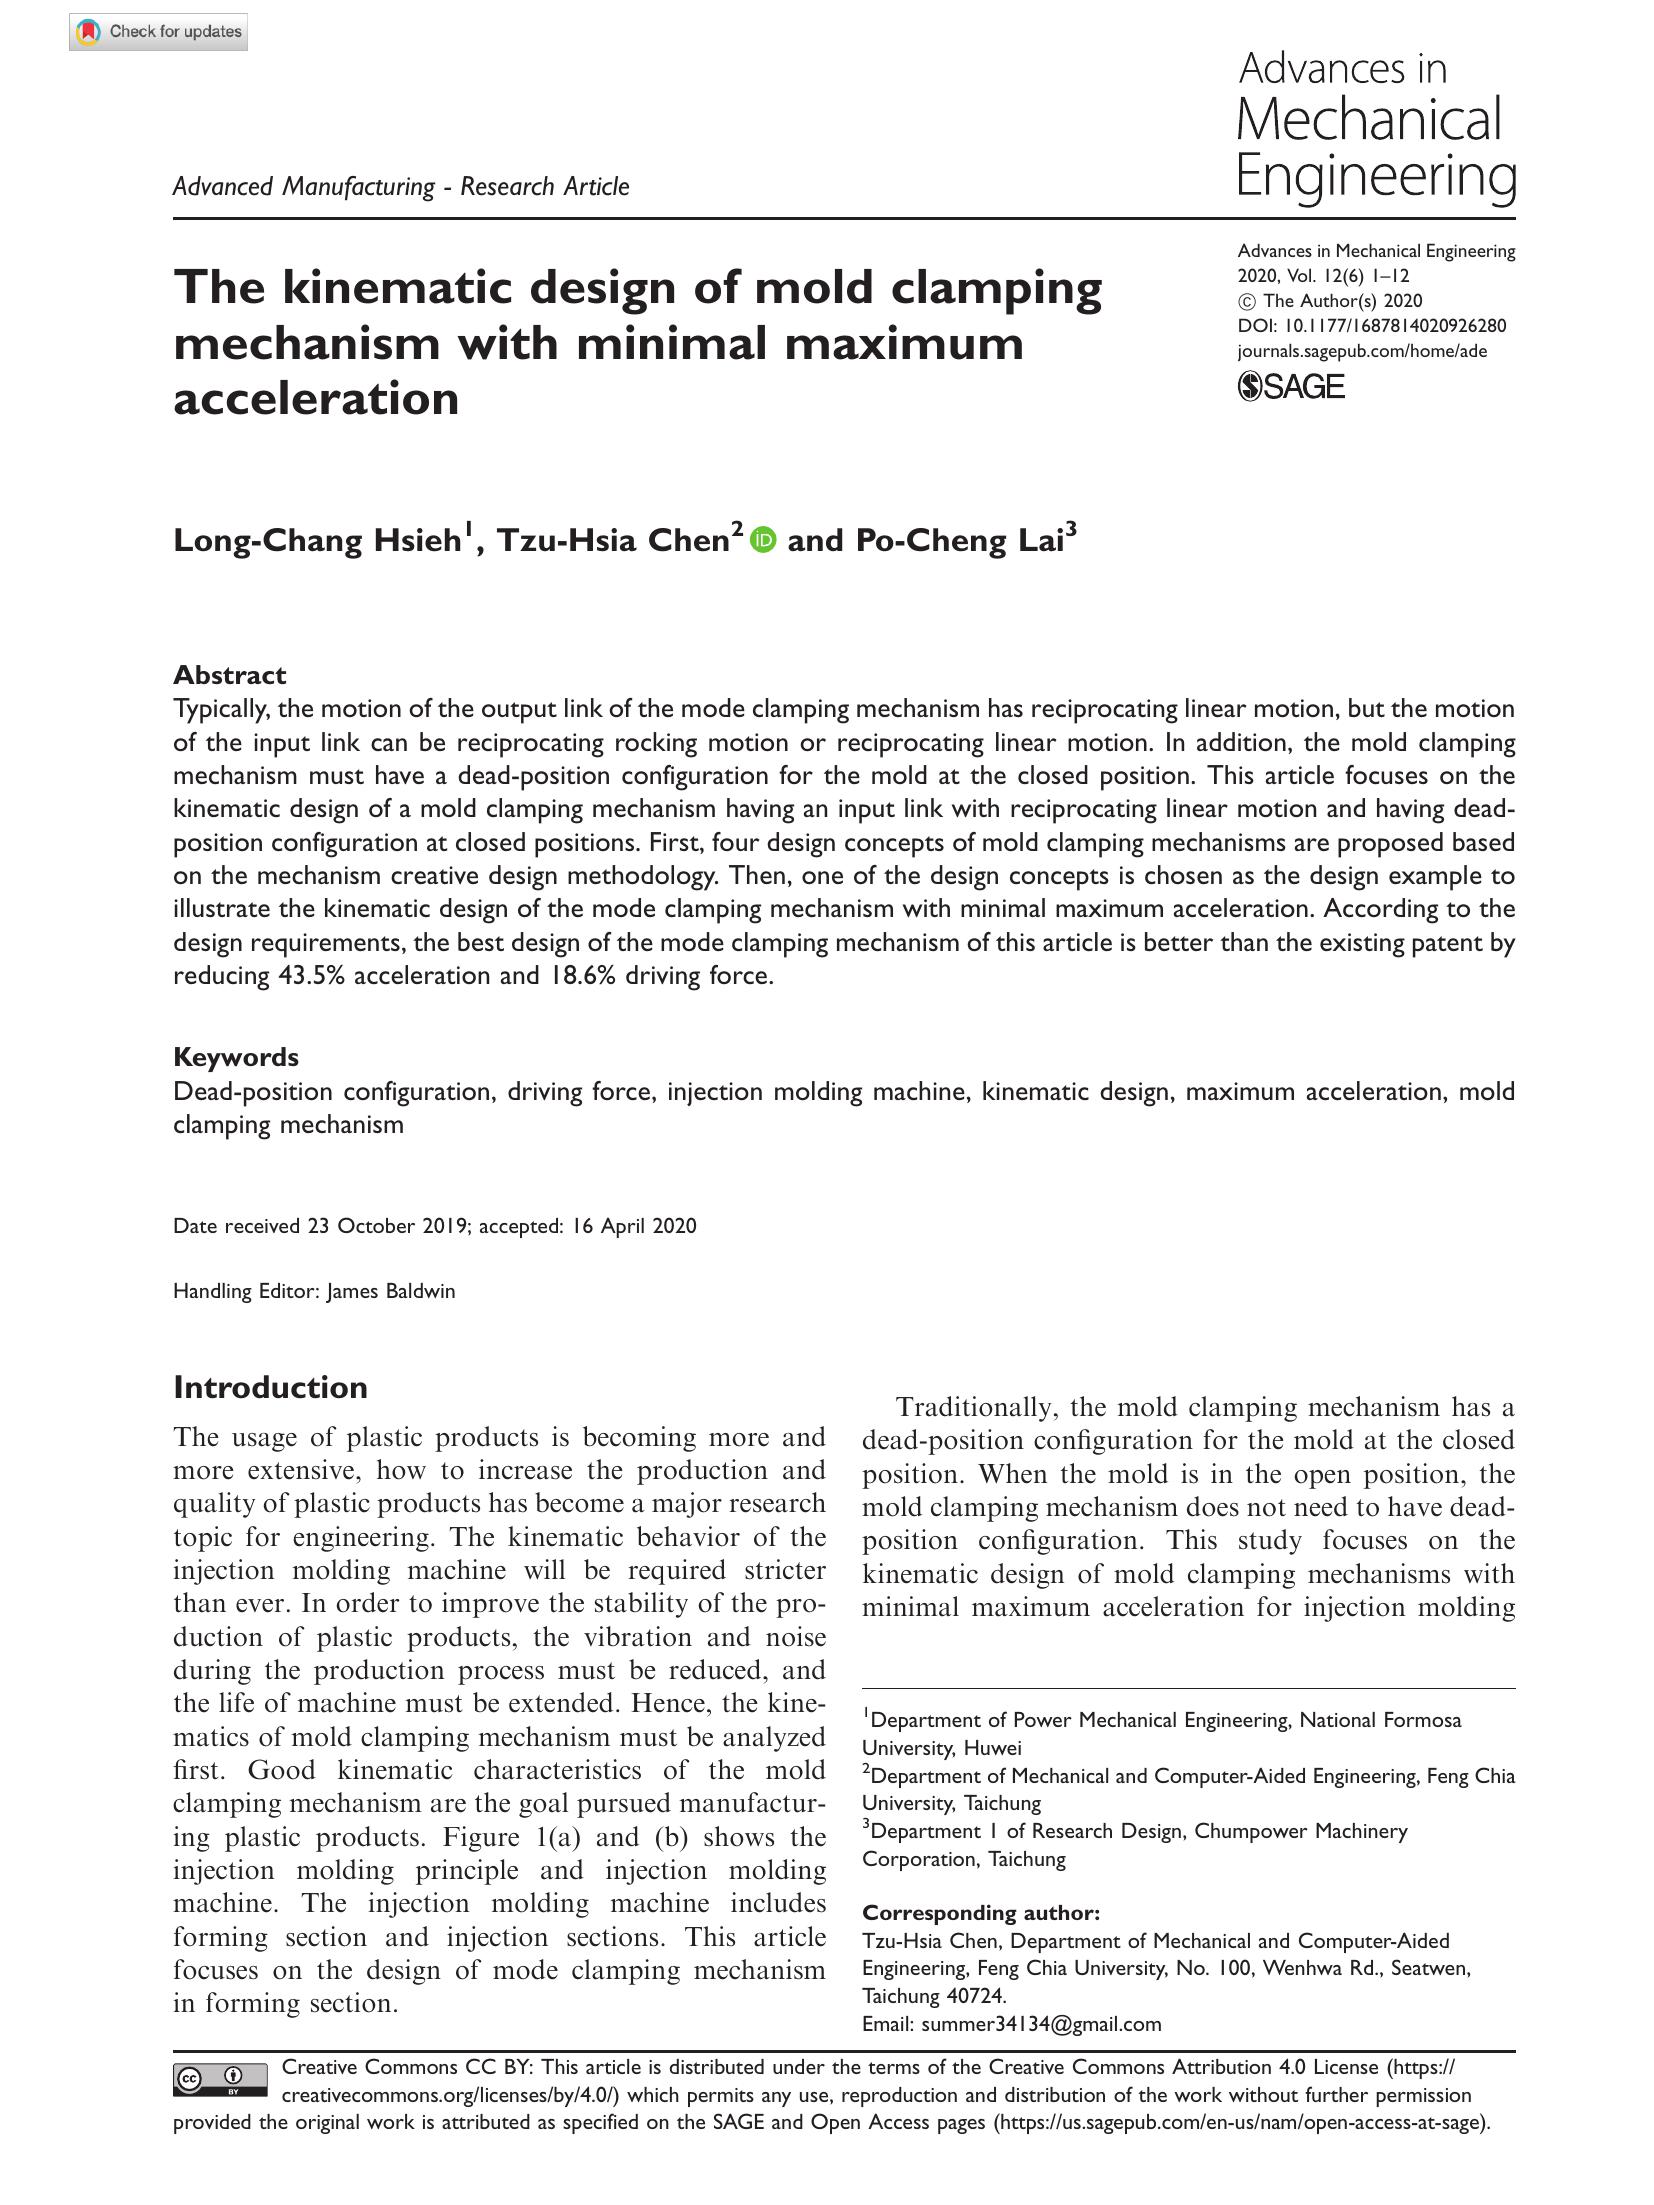 Check for updates
Advances in
Mechanical
Engineering
Advanced Manufacturing - Research Article
The kinematic design of mold clamping
mechanism with minimal maximum
acceleration
Advances in Mechanical Engineering
2020, Vol. 12(6) 1–12
© The Author(s) 2020
DOI: 10.1177/1687814020926280
journals.sagepub.com/home/ade
SAGE
Long-Chang Hsieh1, Tzu-Hsia Chen2 iD and Po-Cheng Lai3
Abstract
Typically, the motion of the output link of the mode clamping mechanism has reciprocating linear motion, but the motion
of the input link can be reciprocating rocking motion or reciprocating linear motion. In addition, the mold clamping
mechanism must have a dead-position configuration for the mold at the closed position. This article focuses on the
kinematic design of a mold clamping mechanism having an input link with reciprocating linear motion and having dead-
position configuration at closed positions. First, four design concepts of mold clamping mechanisms are proposed based
on the mechanism creative design methodology. Then, one of the design concepts is chosen as the design example to
illustrate the kinematic design of the mode clamping mechanism with minimal maximum acceleration. According to the
design requirements, the best design of the mode clamping mechanism of this article is better than the existing patent by
reducing 43.5% acceleration and 18.6% driving force.
Keywords
Dead-position configuration, driving force, injection molding machine, kinematic design, maximum acceleration, mold
clamping mechanism
Date received 23 October 2019; accepted: 16 April 2020
Handling Editor: James Baldwin
Introduction
The usage of plastic products is becoming more and
more extensive, how to increase the production and
quality of plastic products has become a major research
topic for engineering. The kinematic behavior of the
injection molding machine will be required stricter
than ever. In order to improve the stability of the pro-
duction of plastic products, the vibration and noise
during the production process must be reduced, and
the life of machine must be extended. Hence, the kine-
matics of mold clamping mechanism must be analyzed
first. Good kinematic characteristics of the mold
clamping mechanism are the goal pursued manufactur-
ing plastic products. Figure 1(a) and (b) shows the
injection molding principle and injection molding
machine. The injection molding machine includes
forming section and injection sections. This article
focuses on the design of mode clamping mechanism
in forming section.
Traditionally, the mold clamping mechanism has a
dead-position configuration for the mold at the closed
position. When the mold is in the open position, the
mold clamping mechanism does not need to have dead-
position configuration. This study focuses on the
kinematic design of mold clamping mechanisms with
minimal maximum acceleration for injection molding
1Department of Power Mechanical Engineering, National Formosa
University, Huwei
2Department of Mechanical and Computer-Aided Engineering, Feng Chia
University, Taichung
3Department 1 of Research Design, Chumpower Machinery
Corporation, Taichung
Corresponding author:
Tzu-Hsia Chen, Department of Mechanical and Computer-Aided
Engineering, Feng Chia University, No. 100, Wenhwa Rd., Seatwen,
Taichung 40724.
Email: summer34134@gmail.com
cc BY
Creative Commons CC BY: This article is distributed under the terms of the Creative Commons Attribution 4.0 License (https://
creativecommons.org/licenses/by/4.0/) which permits any use, reproduction and distribution of the work without further permission
provided the original work is attributed as specified on the SAGE and Open Access pages (https://us.sagepub.com/en-us/nam/open-access-at-sage).